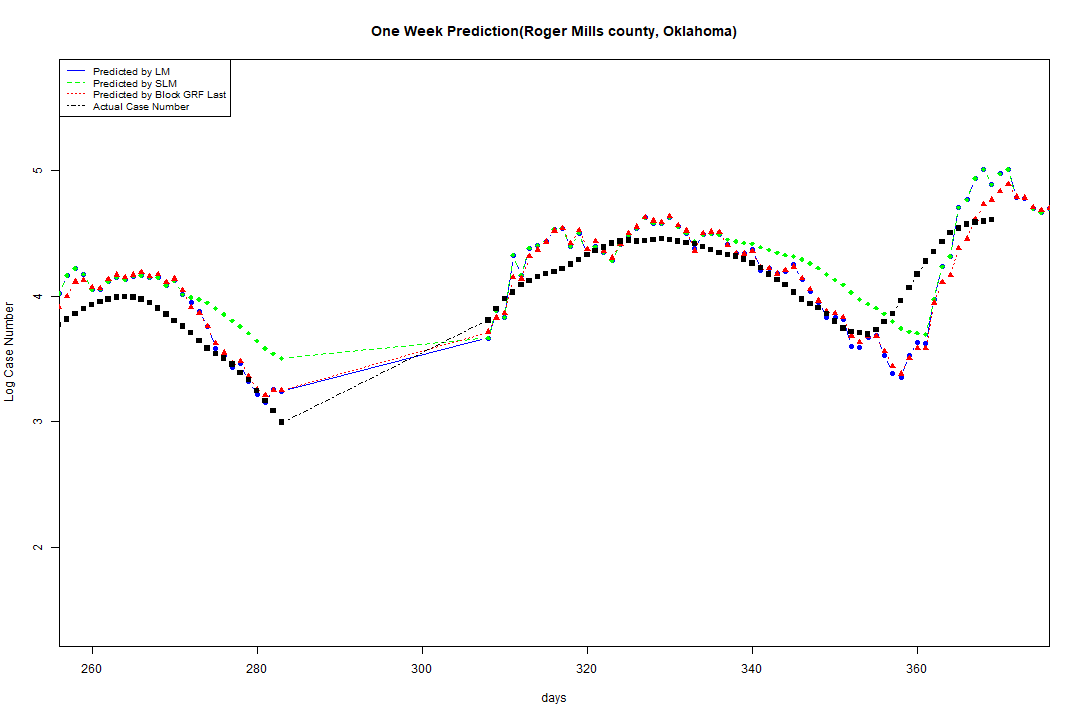 One Week Prediction(Roger Mills county, Oklahoma)
Predicted by LM
Predicted by SLM
Predicted by Block GRF Last
Actual Case Number
5
4
3
2
Log Case Number
260 280 300 320 340 360
days